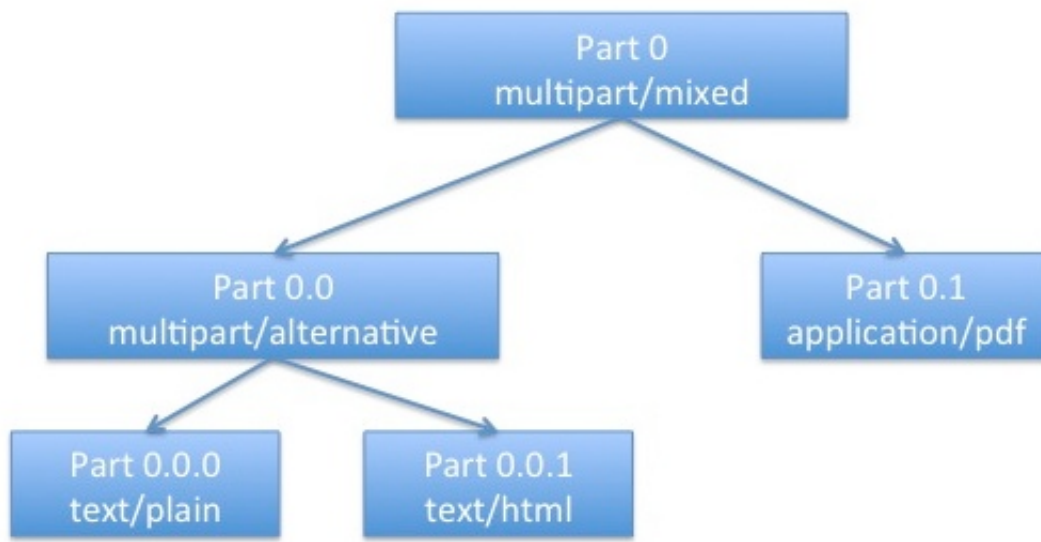 Part 0
multipart/mixed
Part 0.0
multipart/alternative
Part 0.1
application/pdf
Part 0.0.0
text/plain
Part 0.0.1
text/html